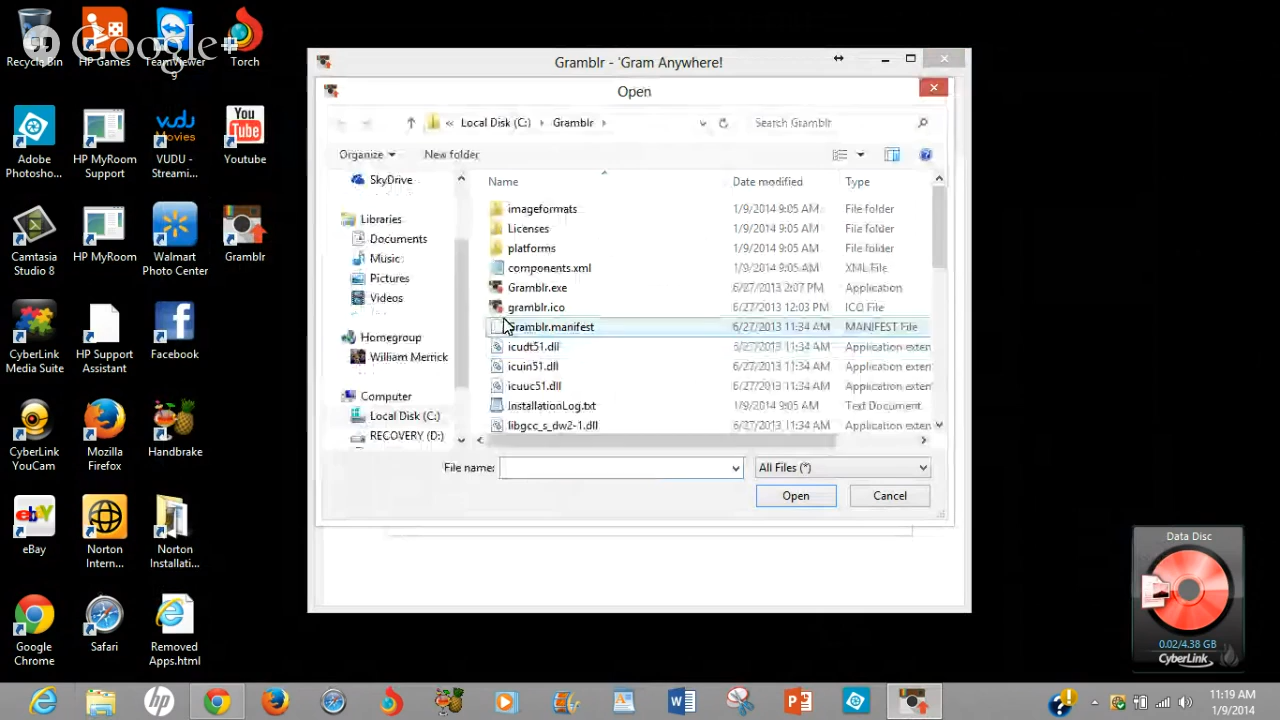 Google+
Recycle Bin
HP Games
TeamViewer
9
Torch
Adobe
Photosho...
HP MyRoom
Support
VUDU -
Streami...
You
Tube
Youtube
vudu
Movies
Camtasia
Studio 8
HP MyRoom
Walmart
Photo Center
Gramblr
CyberLink
Media Suite
HP Support
Assistant
Facebook
CyberLink
YouCam
Mozilla
Firefox
Handbrake
ebY
eBay
Norton
Intern...
Norton
Installatio...
Google
Chrome
Safari
Removed
Apps.html
Gramblr - 'Gram Anywhere!
Open
« Local Disk (C:) Gramblr
Search Gramblr
Organize
New folder
SkyDrive
Libraries
Documents
Music
Pictures
Videos
Homegroup
William Merrick
Computer
Local Disk (C:)
RECOVERY (D:)
Name Date modified Type
imageformats 1/9/2014 9:05 AM File folder
Licenses 1/9/2014 9:05 AM File folder
platforms 1/9/2014 9:05 AM File folder
components.xml 1/9/2014 9:05 AM XML File
Gramblr.exe 6/27/2013 2:07 PM Application
gramblr.ico 6/27/2013 12:03 PM ICO File
Gramblr.manifest 6/27/2013 11:34 AM MANIFEST File
icudt51.dll 6/27/2013 11:34 AM Application exten
icuin51.dll 6/27/2013 11:34 AM Application exten
icuuc51.dll 6/27/2013 11:34 AM Application exten
InstallationLog.txt 1/9/2014 9:05 AM Text Document
libgcc_s_dw2-1.dll 6/27/2013 11:34 AM Application exten
File name:
All Files (*)
Open
Cancel
Data Disc
0.02/4.38 GB
CyberLink
11:19 AM
1/9/2014